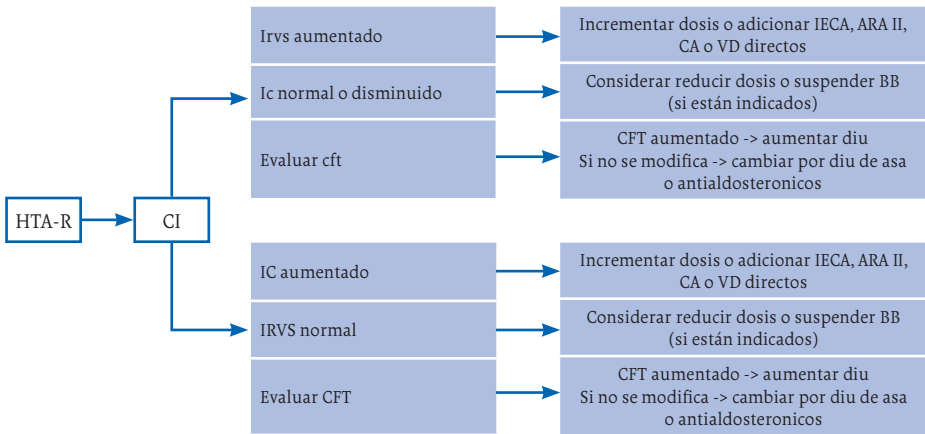 HTA-R
CI
Irvs aumentado
Incrementar dosis o adicionar IECA, ARA II,
CA o VD directos
Ic normal o disminuido
Considerar reducir dosis o suspender BB
(si están indicados)
Evaluar cft
CFT aumentado -> aumentar diu
Si no se modifica -> cambiar por diu de asa
o antialdosteronicos
IC aumentado
Incrementar dosis o adicionar IECA, ARA II,
CA o VD directos
IRVS normal
Considerar reducir dosis o suspender BB
(si están indicados)
Evaluar CFT
CFT aumentado -> aumentar diu
Si no se modifica -> cambiar por diu de asa
o antialdosteronicos